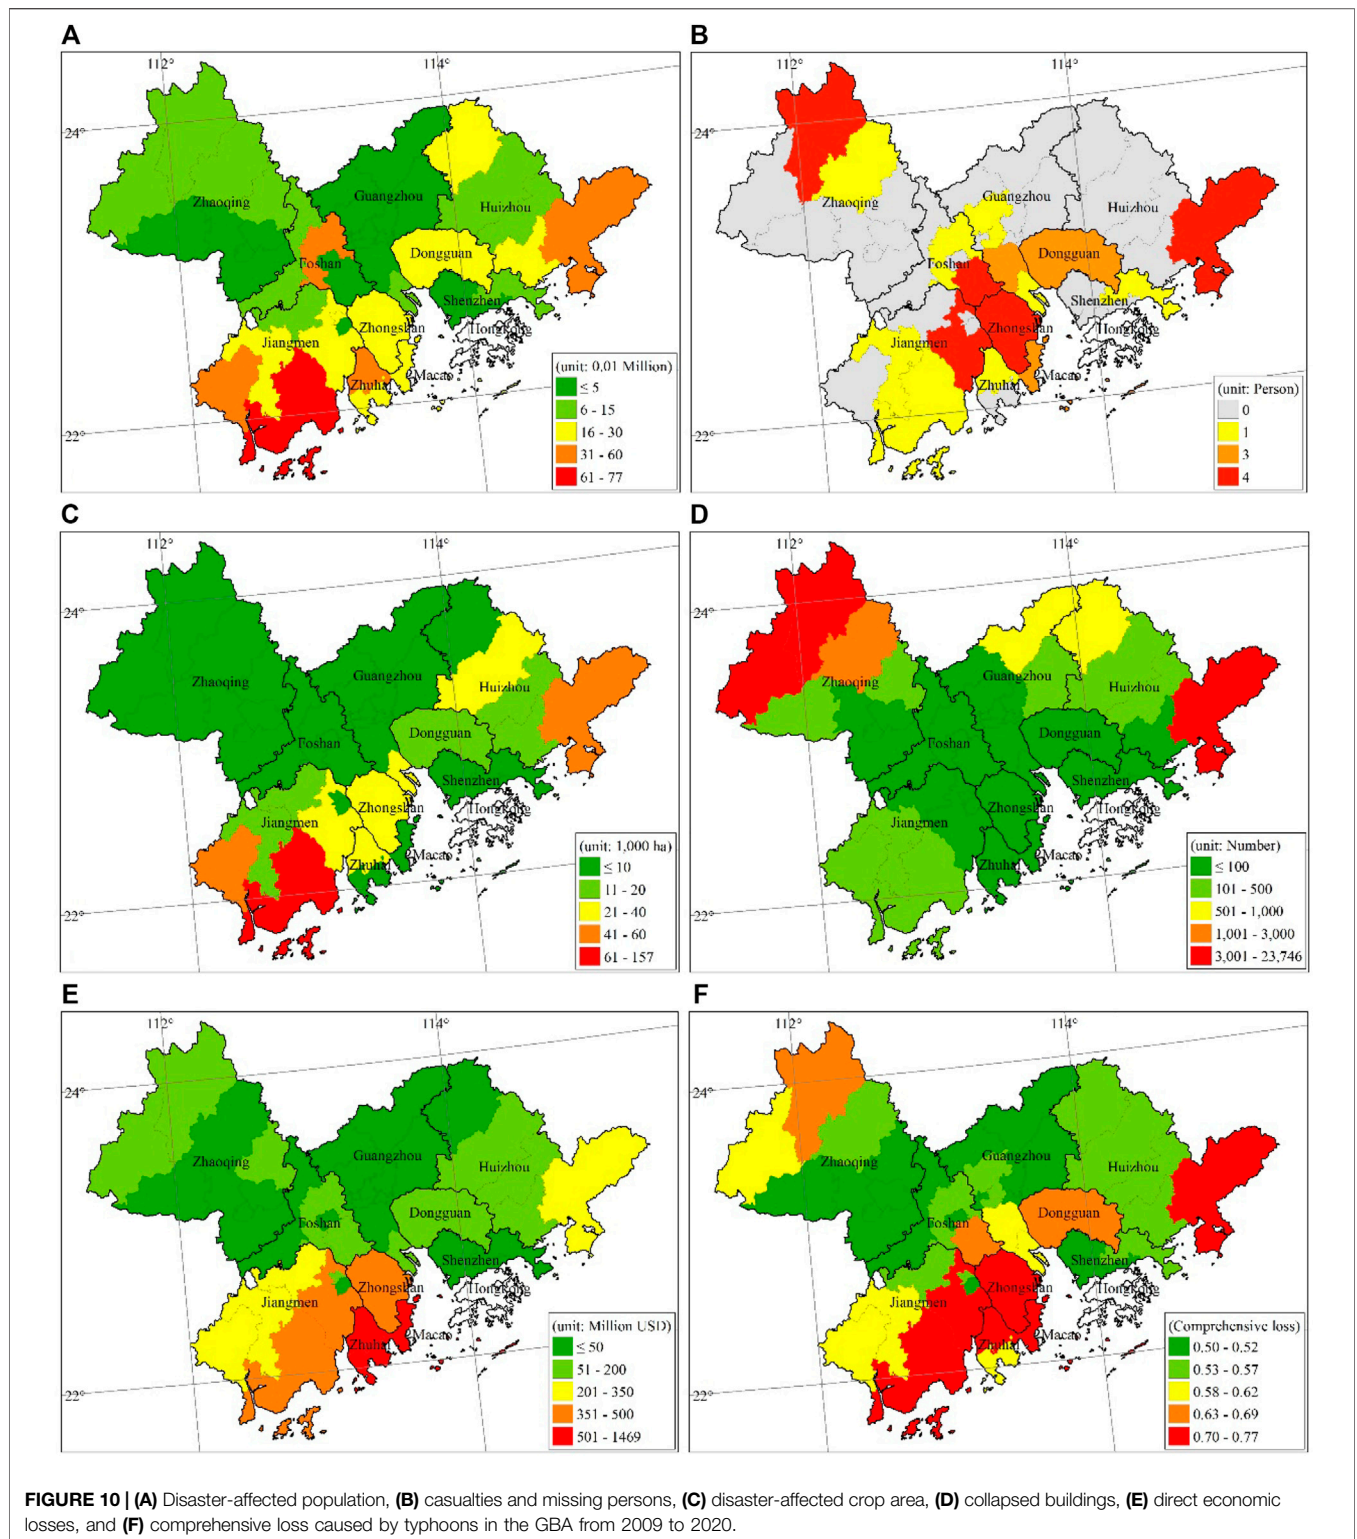 A
112°
114°
24°
22°
Zhaoqing
Guangzhou
Huizhou
Foshan
Dongguan
Shenzhen
Hongkong
Zhongshan
Jiangmen
Zhuhai
Macao
(unit: 0.01 Million)
≤ 5
6 - 15
16 - 30
31 - 60
61 - 77
B
112°
114°
24°
22°
Zhaoqing
Guangzhou
Huizhou
Foshan
Dongguan
Shenzhen
Hongkong
Zhongshan
Jiangmen
Zhuhai
Macao
(unit: Person)
0
1
3
4
C
112°
114°
24°
22°
Zhaoqing
Guangzhou
Huizhou
Foshan
Dongguan
Shenzhen
Hongkong
Zhongshan
Jiangmen
Zhuhai
Macao
(unit: 1,000 ha)
≤ 10
11 - 20
21 - 40
41 - 60
61 - 157
D
112°
114°
24°
22°
Zhaoqing
Guangzhou
Huizhou
Foshan
Dongguan
Shenzhen
Hongkong
Zhongshan
Jiangmen
Zhuhai
Macao
(unit: Number)
≤ 100
101 - 500
501 - 1,000
1,001 - 3,000
3,001 - 23,746
E
112°
114°
24°
22°
Zhaoqing
Guangzhou
Huizhou
Foshan
Dongguan
Shenzhen
Hongkong
Zhongshan
Jiangmen
Zhuhai
Macao
(unit: Million USD)
≤ 50
51 - 200
201 - 350
351 - 500
501 - 1469
F
112°
114°
24°
22°
Zhaoqing
Guangzhou
Huizhou
Foshan
Dongguan
Shenzhen
Hongkong
Zhongshan
Jiangmen
Zhuhai
Macao
(Comprehensive loss)
0.50 - 0.52
0.53 - 0.57
0.58 - 0.62
0.63 - 0.69
0.70 - 0.77
FIGURE 10 | (A) Disaster-affected population, (B) casualties and missing persons, (C) disaster-affected crop area, (D) collapsed buildings, (E) direct economic
losses, and (F) comprehensive loss caused by typhoons in the GBA from 2009 to 2020.